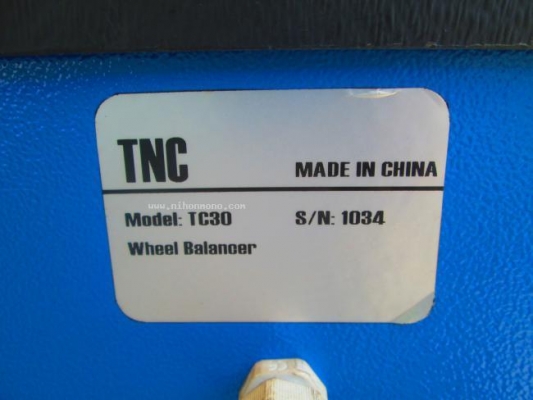 TNC MADE IN CHINA
www.nihonmono.com
Model: TC30 S/N: 1034
Wheel Balancer